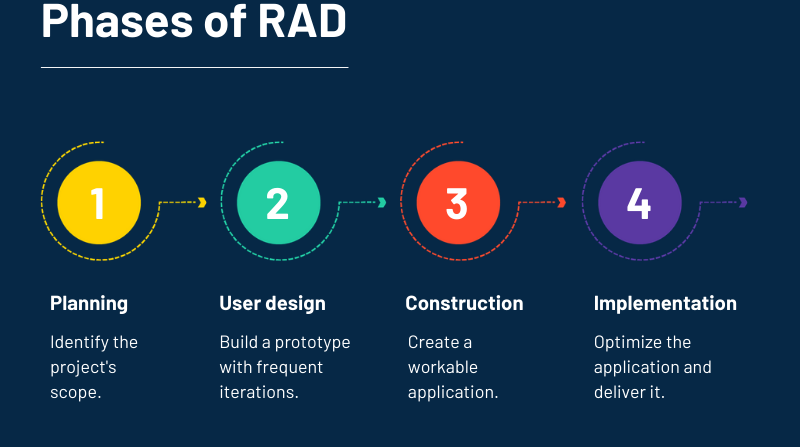 Phases of RAD
1
2
3
4
Planning
Identify the
project's
scope.
User design
Build a prototype
with frequent
iterations.
Construction
Create a
workable
application.
Implementation
Optimize the
application and
deliver it.